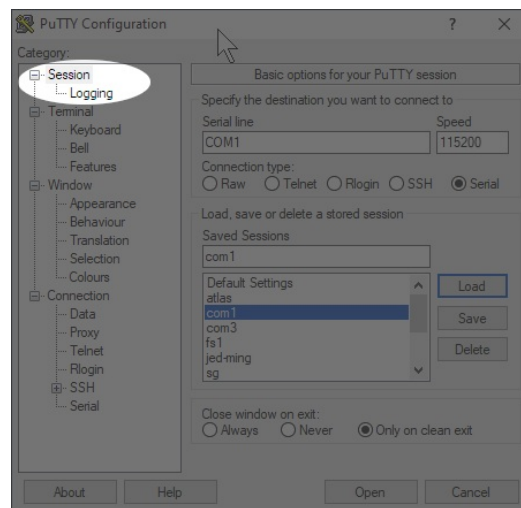 PuTTY Configuration
? X
Category:
Session
Logging
Terminal
Keyboard
Bell
Features
Window
Appearance
Behaviour
Translation
Selection
Colours
Connection
Data
Proxy
Telnet
Rlogin
SSH
Serial
Basic options for your PuTTY session
Specify the destination you want to connect to
Serial line Speed
COM1 115200
Connection type:
Raw Telnet Rlogin SSH Serial
Load, save or delete a stored session
Saved Sessions
com1
Default Settings
atlas
com1
com3
fs1
jed-ming
sg
Load
Save
Delete
Close window on exit:
Always Never Only on clean exit
About Help Open Cancel